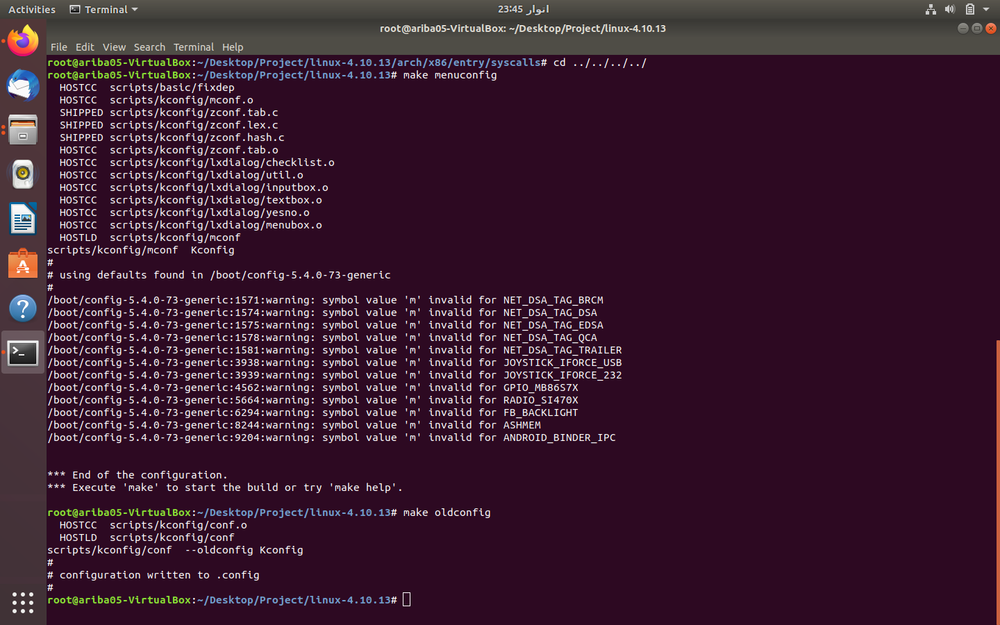 Activities
Terminal
اتوار 23:45
root@ariba05-VirtualBox: ~/Desktop/Project/linux-4.10.13
File Edit View Search Terminal Help
root@ariba05-VirtualBox:~/Desktop/Project/linux-4.10.13/arch/x86/entry/syscalls# cd ../../../../
root@ariba05-VirtualBox:~/Desktop/Project/linux-4.10.13# make menuconfig
  HOSTCC  scripts/basic/fixdep
  HOSTCC  scripts/kconfig/mconf.o
  SHIPPED scripts/kconfig/zconf.tab.c
  SHIPPED scripts/kconfig/zconf.lex.c
  SHIPPED scripts/kconfig/zconf.hash.c
  HOSTCC  scripts/kconfig/zconf.tab.o
  HOSTCC  scripts/kconfig/lxdialog/checklist.o
  HOSTCC  scripts/kconfig/lxdialog/util.o
  HOSTCC  scripts/kconfig/lxdialog/inputbox.o
  HOSTCC  scripts/kconfig/lxdialog/textbox.o
  HOSTCC  scripts/kconfig/lxdialog/yesno.o
  HOSTCC  scripts/kconfig/lxdialog/menubox.o
  HOSTLD  scripts/kconfig/mconf
scripts/kconfig/mconf  Kconfig
#
# using defaults found in /boot/config-5.4.0-73-generic
#
/boot/config-5.4.0-73-generic:1571:warning: symbol value 'm' invalid for NET_DSA_TAG_BRCM
/boot/config-5.4.0-73-generic:1574:warning: symbol value 'm' invalid for NET_DSA_TAG_DSA
/boot/config-5.4.0-73-generic:1575:warning: symbol value 'm' invalid for NET_DSA_TAG_EDSA
/boot/config-5.4.0-73-generic:1578:warning: symbol value 'm' invalid for NET_DSA_TAG_QCA
/boot/config-5.4.0-73-generic:1581:warning: symbol value 'm' invalid for NET_DSA_TAG_TRAILER
/boot/config-5.4.0-73-generic:3938:warning: symbol value 'm' invalid for JOYSTICK_IFORCE_USB
/boot/config-5.4.0-73-generic:3939:warning: symbol value 'm' invalid for JOYSTICK_IFORCE_232
/boot/config-5.4.0-73-generic:4562:warning: symbol value 'm' invalid for GPIO_MB86S7X
/boot/config-5.4.0-73-generic:5664:warning: symbol value 'm' invalid for RADIO_SI470X
/boot/config-5.4.0-73-generic:6294:warning: symbol value 'm' invalid for FB_BACKLIGHT
/boot/config-5.4.0-73-generic:8244:warning: symbol value 'm' invalid for ASHMEM
/boot/config-5.4.0-73-generic:9204:warning: symbol value 'm' invalid for ANDROID_BINDER_IPC
*** End of the configuration.
*** Execute 'make' to start the build or try 'make help'.
root@ariba05-VirtualBox:~/Desktop/Project/linux-4.10.13# make oldconfig
  HOSTCC  scripts/kconfig/conf.o
  HOSTLD  scripts/kconfig/conf
scripts/kconfig/conf  --oldconfig Kconfig
#
# configuration written to .config
#
root@ariba05-VirtualBox:~/Desktop/Project/linux-4.10.13#